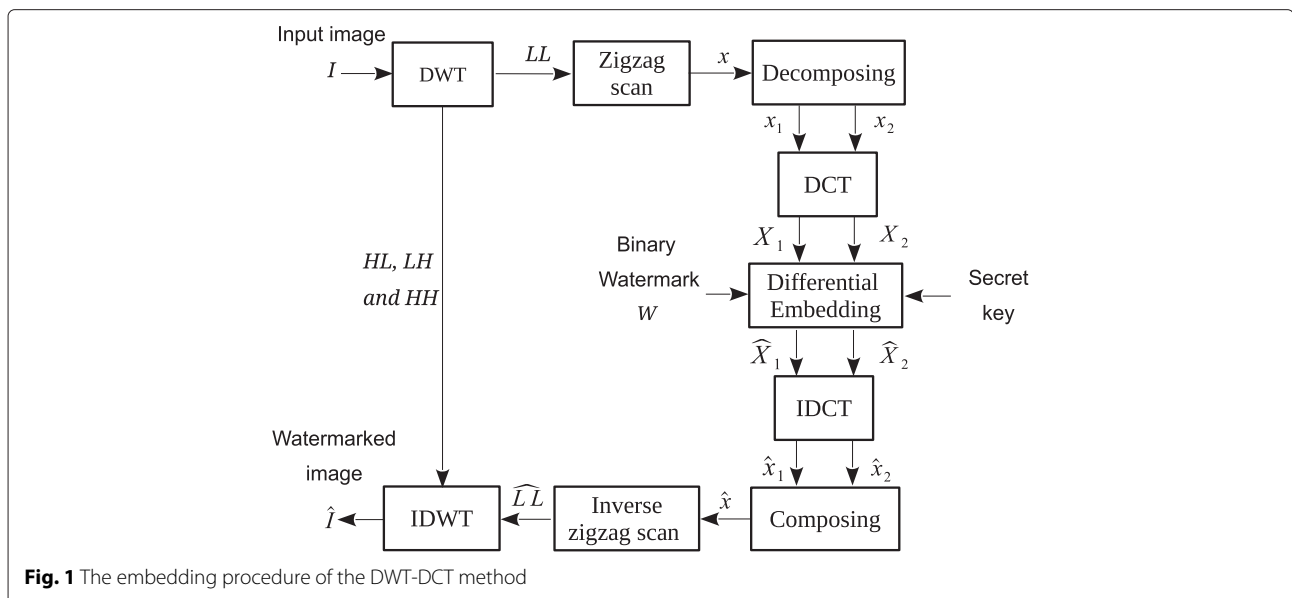 Input image
I
DWT
LL
Zigzag
scan
x
Decomposing
x₁
x₂
DCT
X₁
X₂
Binary
Watermark
W
Differential
Embedding
Secret
key
HL, LH
and HH
X̂₁
X̂₂
IDCT
x̂₁
x̂₂
Watermarked
image
Î
IDWT
L͡L
Inverse
zigzag scan
x̂
Composing
Fig. 1 The embedding procedure of the DWT-DCT method